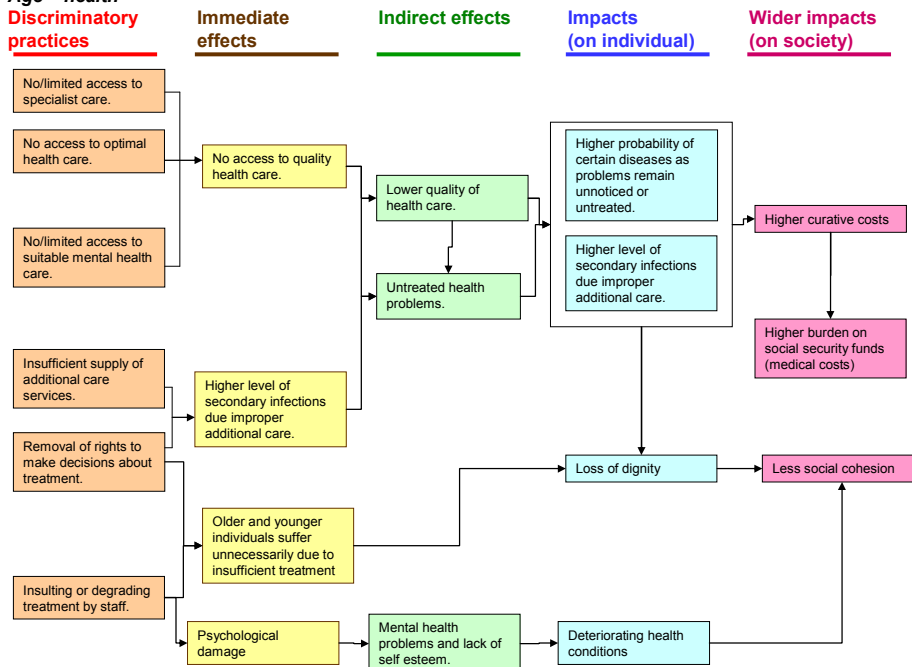 Age - health
Discriminatory
practices
Immediate
effects
Indirect effects
Impacts
(on individual)
Wider impacts
(on society)
No/limited access to
specialist care.
No access to optimal
health care.
No/limited access to
suitable mental health
care.
Insufficient supply of
additional care
services.
Removal of rights to
make decisions about
treatment.
Insulting or degrading
treatment by staff.
No access to quality
health care.
Higher level of
secondary infections
due improper
additional care.
Older and younger
individuals suffer
unnecessarily due to
insufficient treatment
Psychological
damage
Lower quality of
health care.
Untreated health
problems.
Mental health
problems and lack of
self esteem.
Higher probability of
certain diseases as
problems remain
unnoticed or
untreated.
Higher level of
secondary infections
due improper
additional care.
Loss of dignity
Deteriorating health
conditions
Higher curative costs
Higher burden on
social security funds
(medical costs)
Less social cohesion